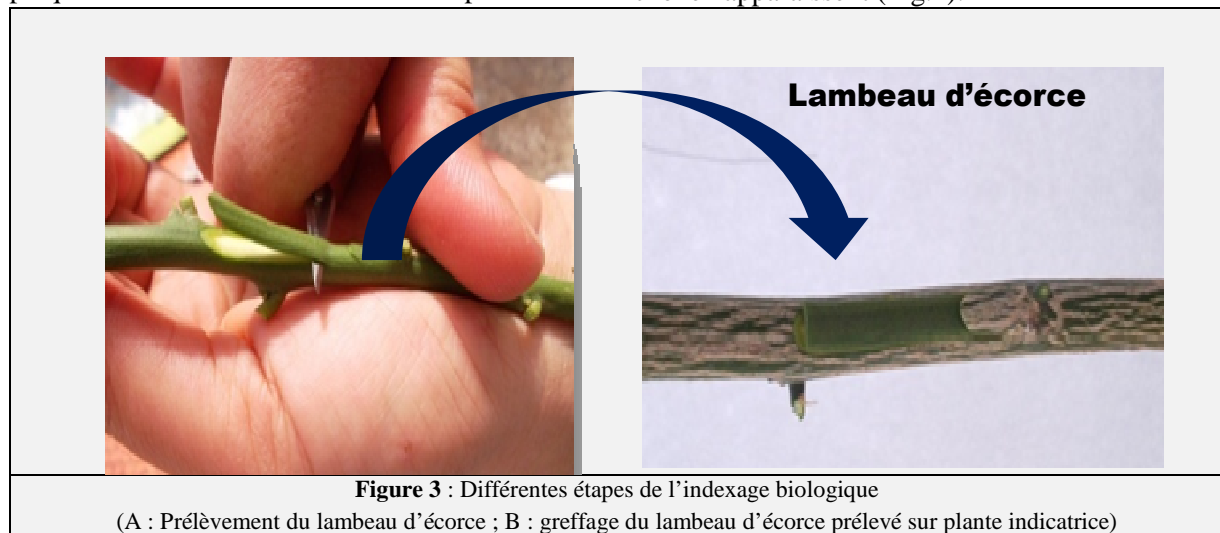 Lambeau d'écorce
Figure 3 : Différentes étapes de l'indexage biologique
(A : Prélèvement du lambeau d'écorce ; B : greffage du lambeau d'écorce prélevé sur plante indicatrice)